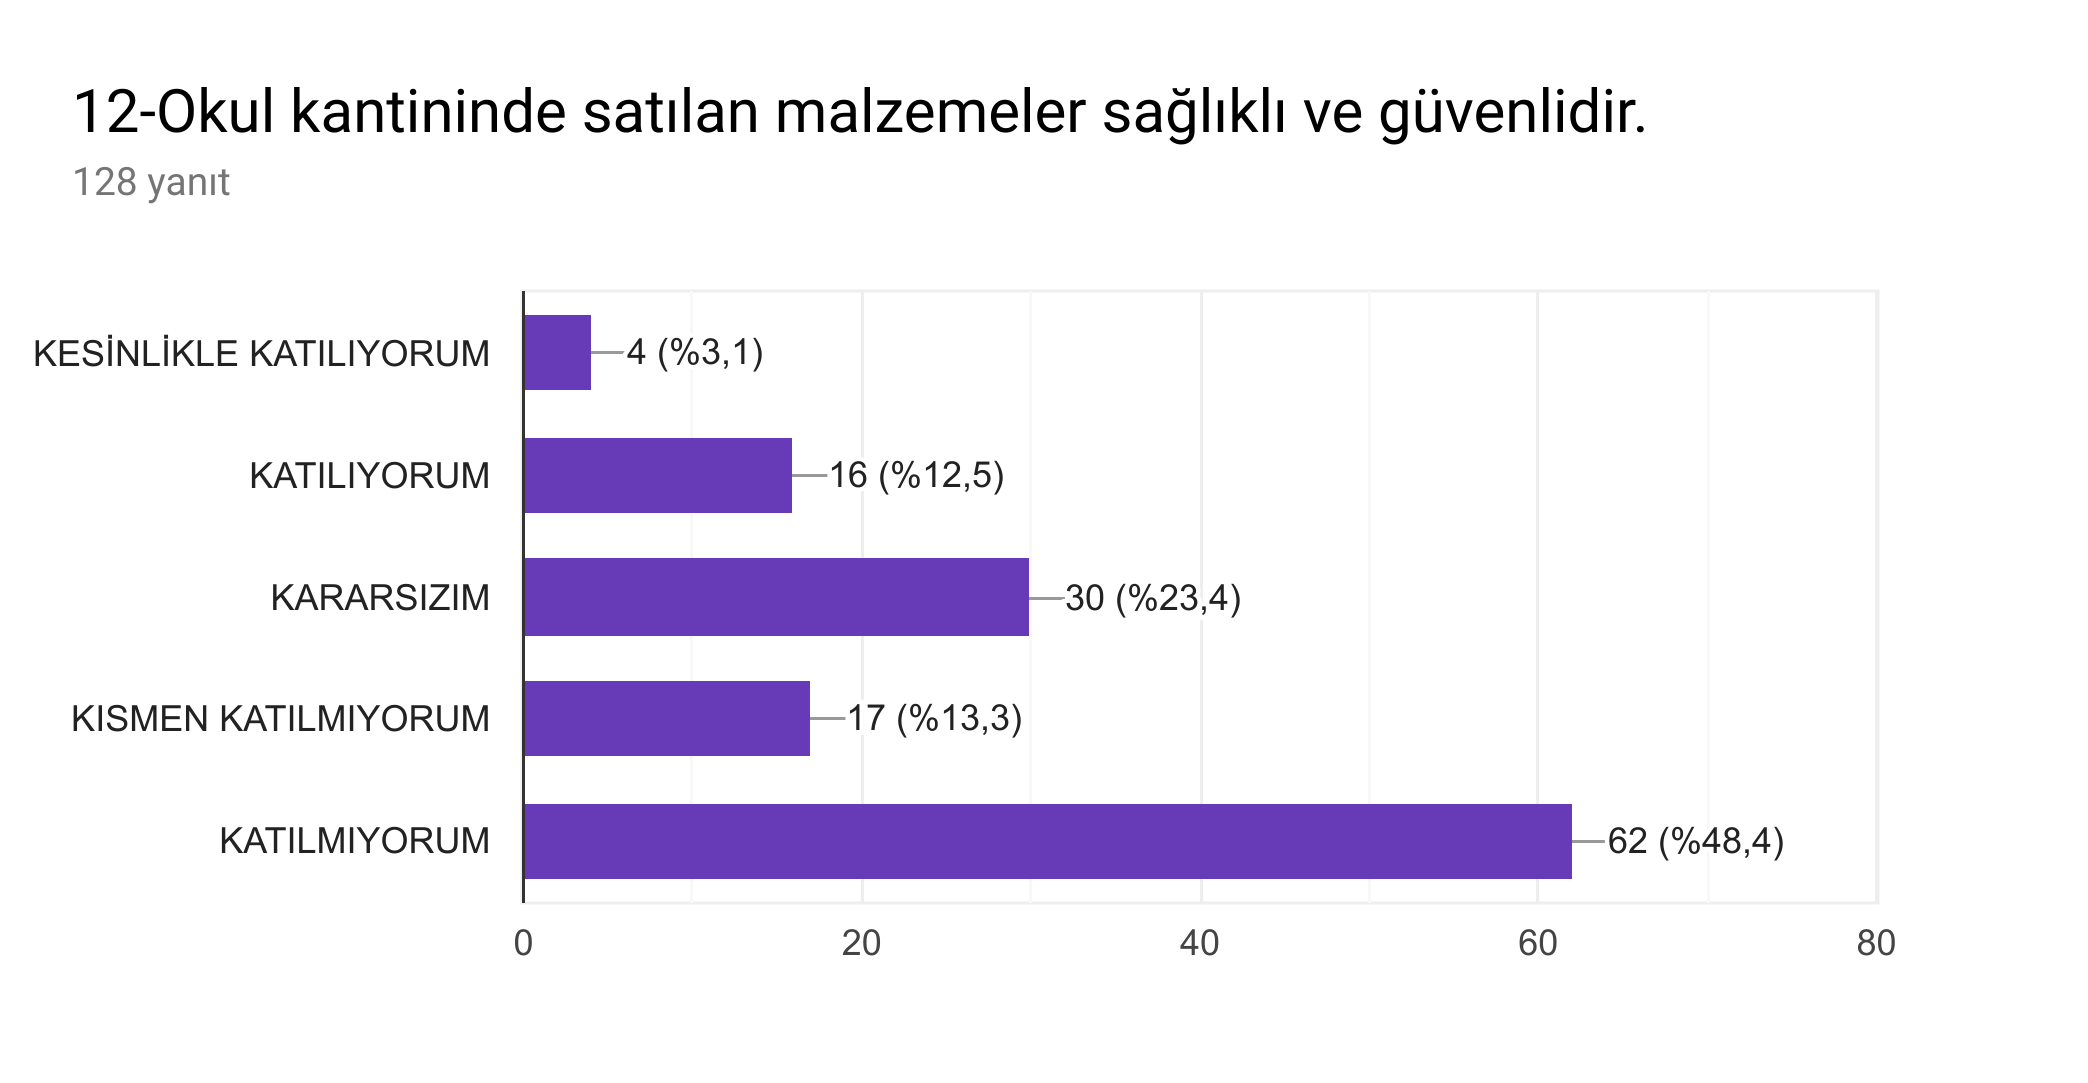 12-Okul kantininde satılan malzemeler sağlıklı ve güvenlidir.
128 yanıt
KESİNLİKLE KATILIYORUM 4 (%3,1)
KATILIYORUM 16 (%12,5)
KARARSIZIM 30 (%23,4)
KISMEN KATILMIYORUM 17 (%13,3)
KATILMIYORUM 62 (%48,4)
0 20 40 60 80